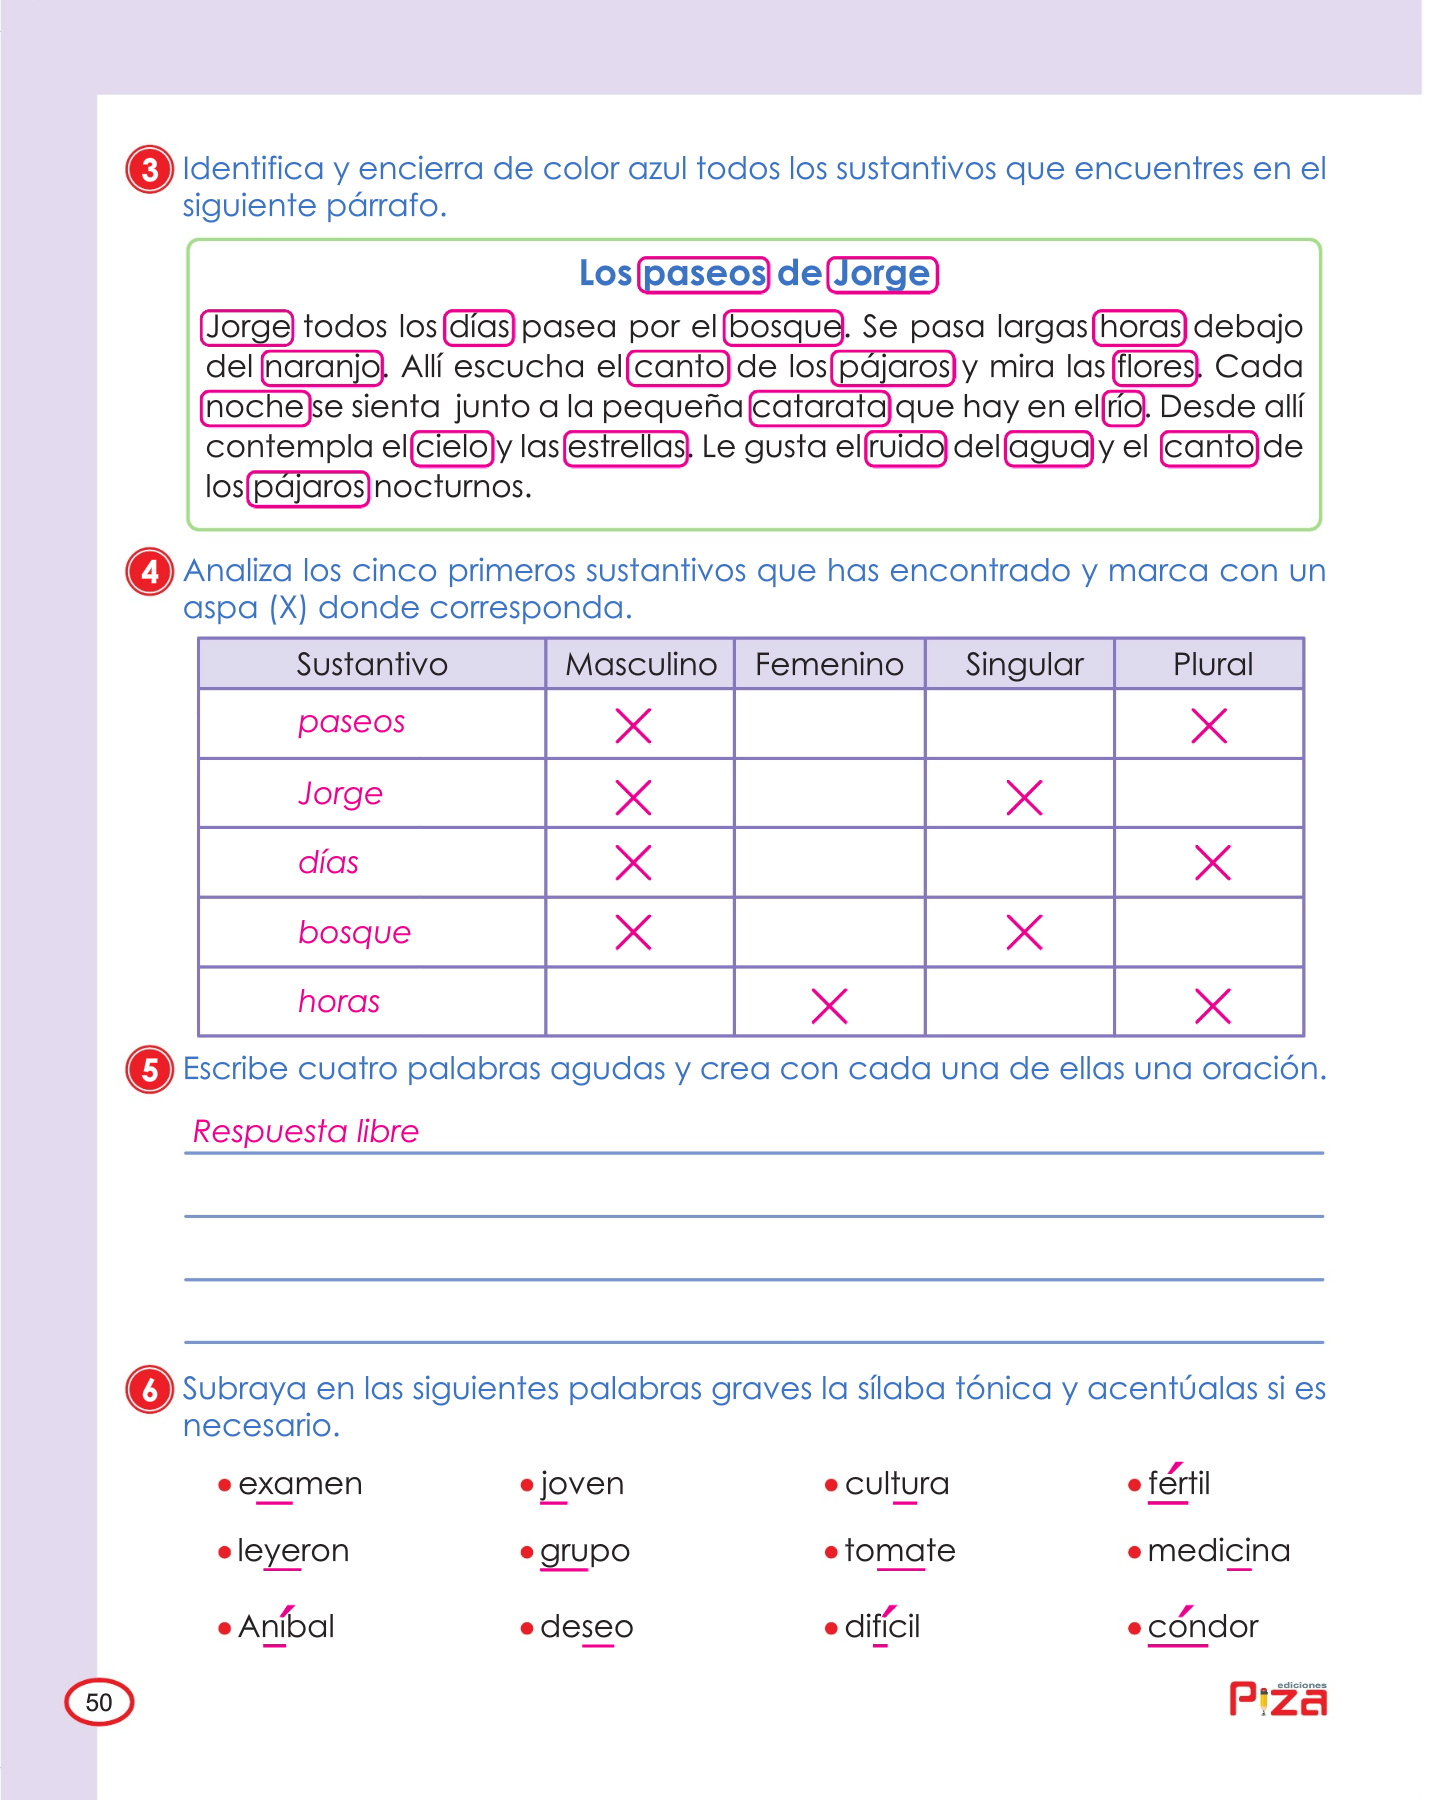 3 Identifica y encierra de color azul todos los sustantivos que encuentres en el
siguiente párrafo.
Los paseos de Jorge
Jorge todos los días pasea por el bosque. Se pasa largas horas debajo
del naranjo. Allí escucha el canto de los pájaros y mira las flores. Cada
noche se sienta junto a la pequeña catarata que hay en el río. Desde allí
contempla el cielo y las estrellas. Le gusta el ruido del agua y el canto de
los pájaros nocturnos.
4 Analiza los cinco primeros sustantivos que has encontrado y marca con un
aspa (X) donde corresponda.
Sustantivo Masculino Femenino Singular Plural
paseos X X
Jorge X X
días X X
bosque X X
horas X X
5 Escribe cuatro palabras agudas y crea con cada una de ellas una oración.
Respuesta libre
6 Subraya en las siguientes palabras graves la sílaba tónica y acentúalas si es
necesario.
• examen • joven • cultura • fértil
• leyeron • grupo • tomate • medicina
• Aníbal • deseo • difícil • cóndor
50
ediciones
Piza